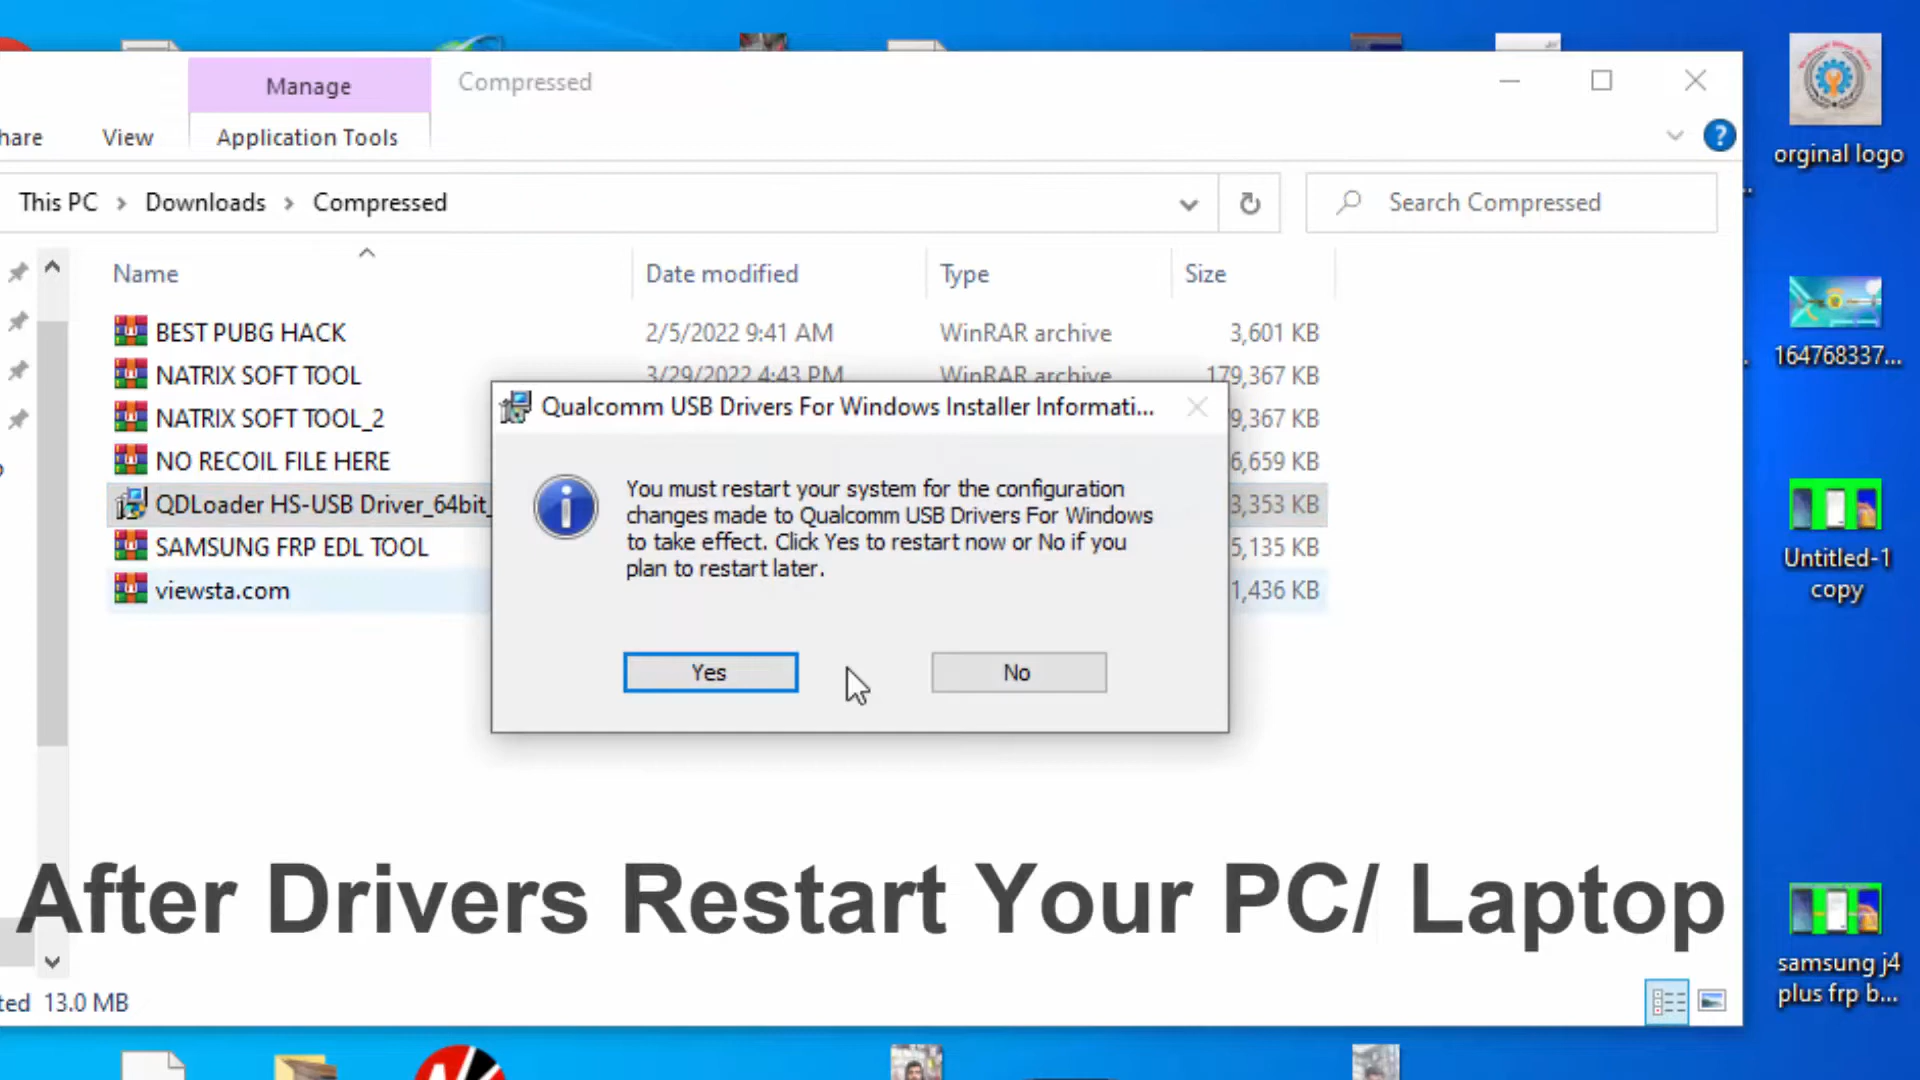 Manage
Compressed
hare
View
Application Tools
?
This PC > Downloads > Compressed
Search Compressed
Name
Date modified
Type
Size
BEST PUBG HACK
2/5/2022 9:41 AM
WinRAR archive
3,601 KB
NATRIX SOFT TOOL
3/29/2022 4:43 PM
WinRAR archive
179,367 KB
NATRIX SOFT TOOL_2
9,367 KB
NO RECOIL FILE HERE
6,659 KB
QDLoader HS-USB Driver_64bit_
3,353 KB
SAMSUNG FRP EDL TOOL
5,135 KB
viewsta.com
1,436 KB
Qualcomm USB Drivers For Windows Installer Informati...
You must restart your system for the configuration
changes made to Qualcomm USB Drivers For Windows
to take effect. Click Yes to restart now or No if you
plan to restart later.
Yes
No
After Drivers Restart Your PC/ Laptop
ted 13.0 MB
orginal logo
164768337...
Untitled-1
copy
samsung j4
plus frp b...